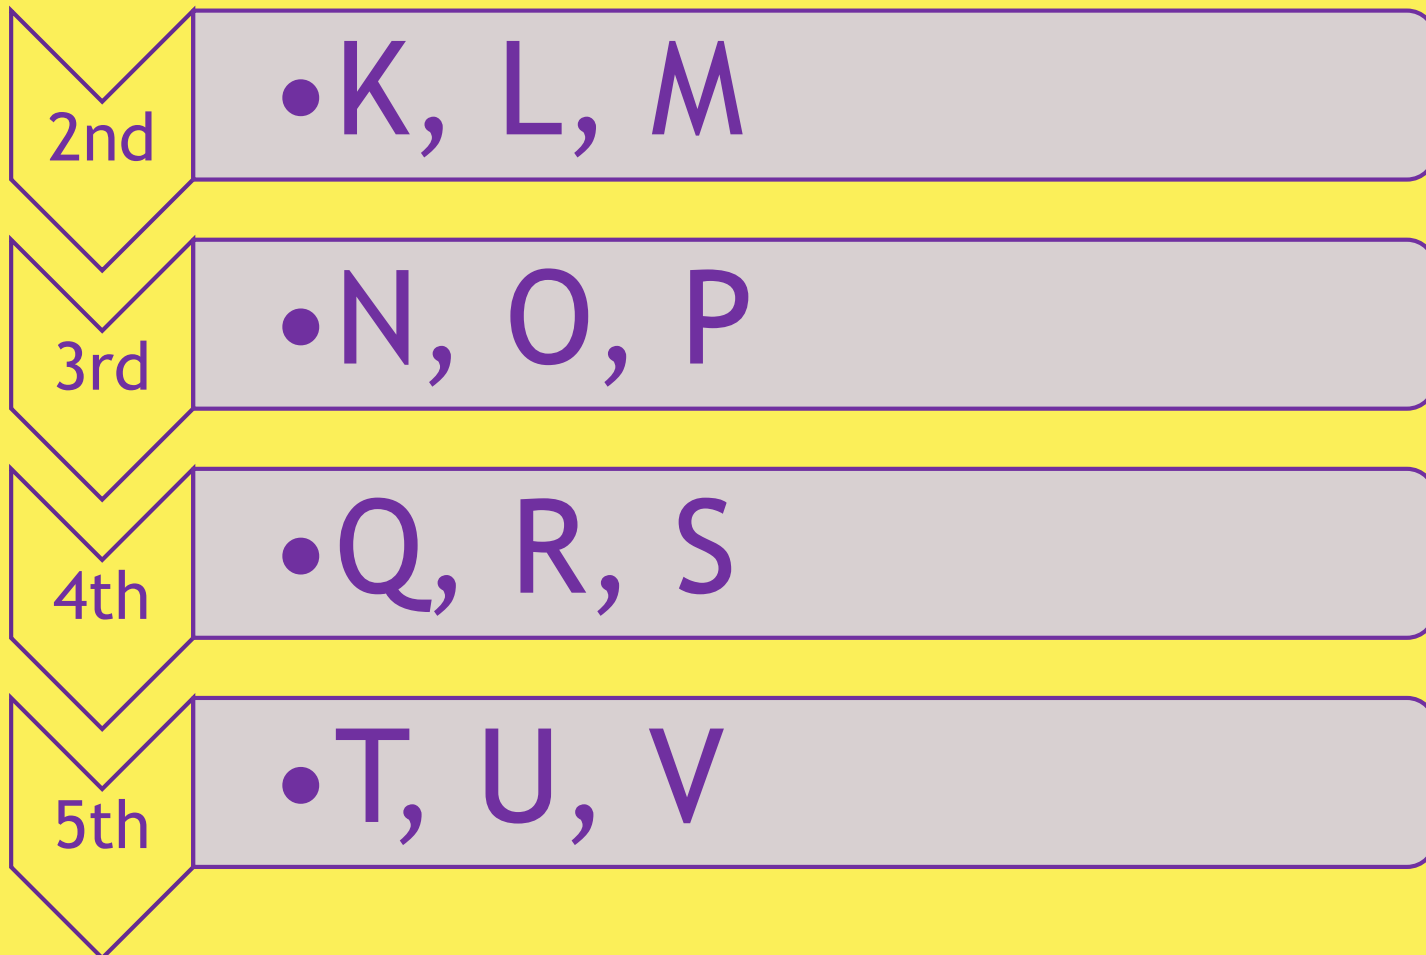 2nd
•K, L, M
3rd
•N, O, P
4th
•Q, R, S
5th
•T, U, V